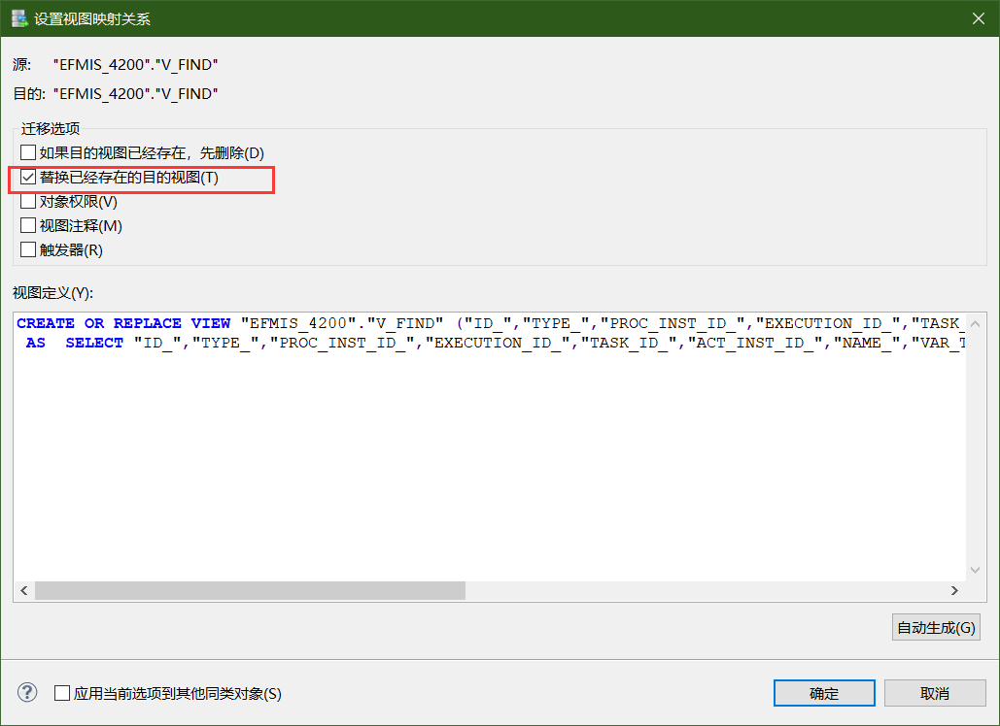 设置视图映射关系
源: "EFMIS_4200"."V_FIND"
目的: "EFMIS_4200"."V_FIND"
迁移选项
如果目的视图已经存在，先删除(D)
替换已经存在的目的视图(T)
对象权限(V)
视图注释(M)
触发器(R)
视图定义(Y):
CREATE OR REPLACE VIEW "EFMIS_4200"."V_FIND" ("ID_","TYPE_","PROC_INST_ID_","EXECUTION_ID_","TASK_
AS SELECT "ID_","TYPE_","PROC_INST_ID_","EXECUTION_ID_","TASK_ID_","ACT_INST_ID_","NAME_","VAR_T
自动生成(G)
? 应用当前选项到其他同类对象(S) 确定 取消